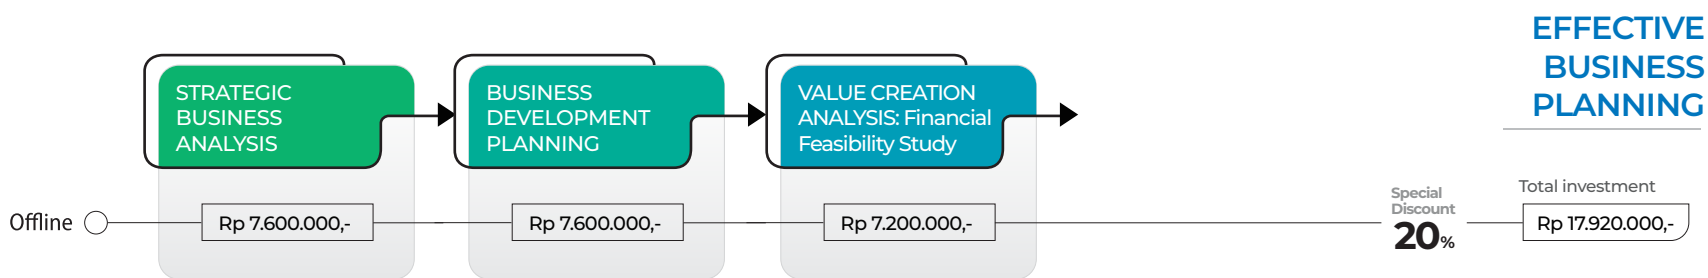 EFFECTIVE
BUSINESS
PLANNING
STRATEGIC
BUSINESS
ANALYSIS
BUSINESS
DEVELOPMENT
PLANNING
VALUE CREATION
ANALYSIS: Financial
Feasibility Study
Offline
Rp 7.600.000,-
Rp 7.600.000,-
Rp 7.200.000,-
Special
Discount
20%
Total investment
Rp 17.920.000,-